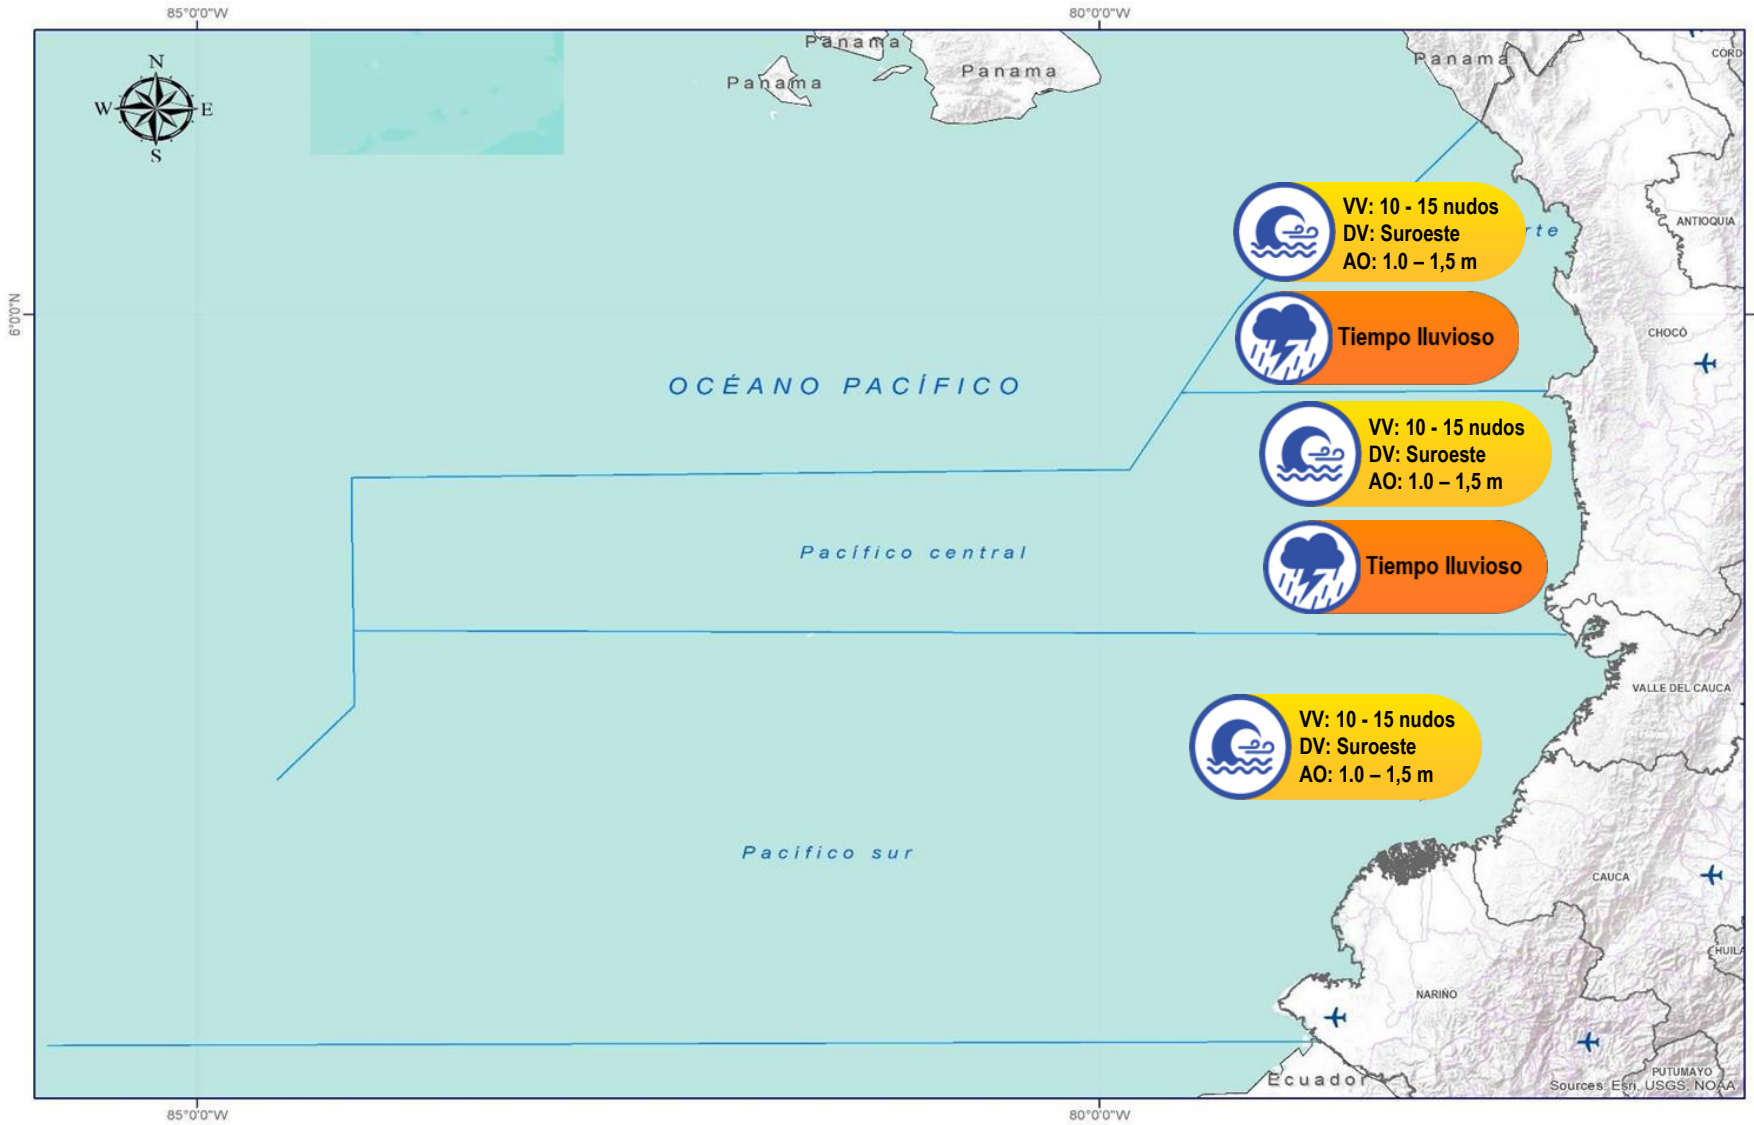 85°0'0"W
80°0'0"W
Panama
Panama
Panama
Panama
CORD
N
W
E
S
ANTIOQUIA
VV: 10 - 15 nudos
DV: Suroeste
AO: 1.0 – 1,5 m
rte
6°0'0"N
Tiempo lluvioso
CHOCÓ
OCÉANO PACÍFICO
VV: 10 - 15 nudos
DV: Suroeste
AO: 1.0 – 1,5 m
Pacífico central
Tiempo lluvioso
VALLE DEL CAUCA
VV: 10 - 15 nudos
DV: Suroeste
AO: 1.0 – 1,5 m
Pacífico sur
CAUCA
HUILA
NARIÑO
PUTUMAYO
Ecuador
Sources: Esri, USGS, NOAA
85°0'0"W
80°0'0"W